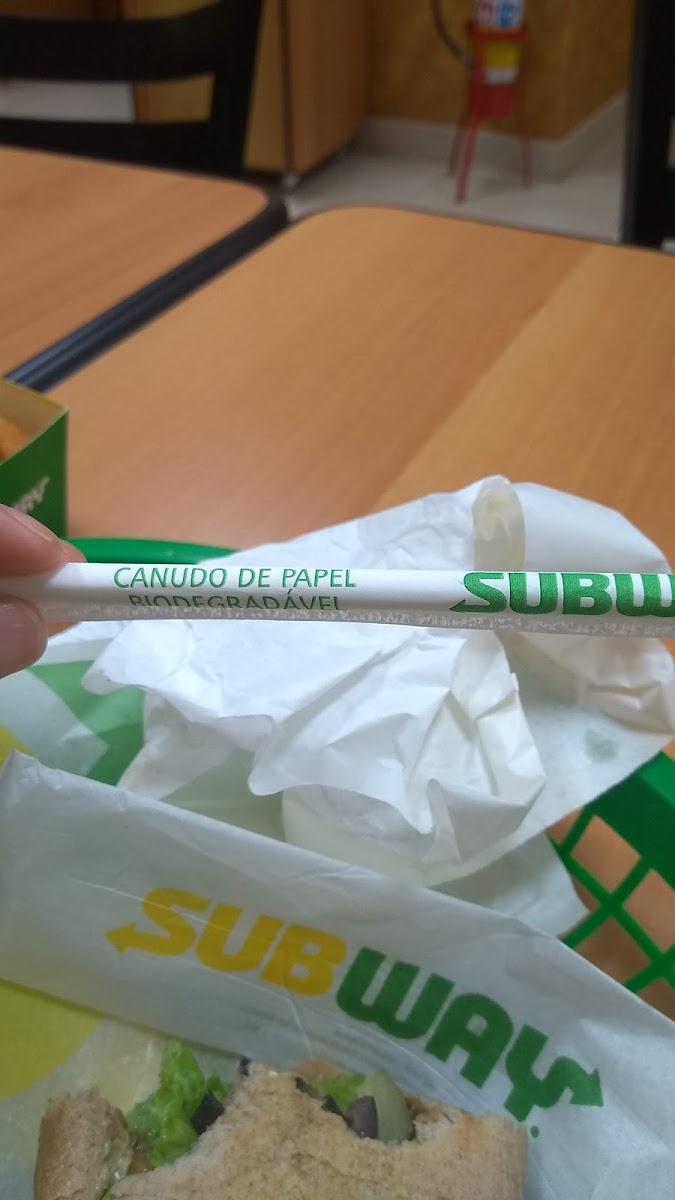 CANUDO DE PAPEL
BIODEGRADÁVEL
SUBW
SUBWAY